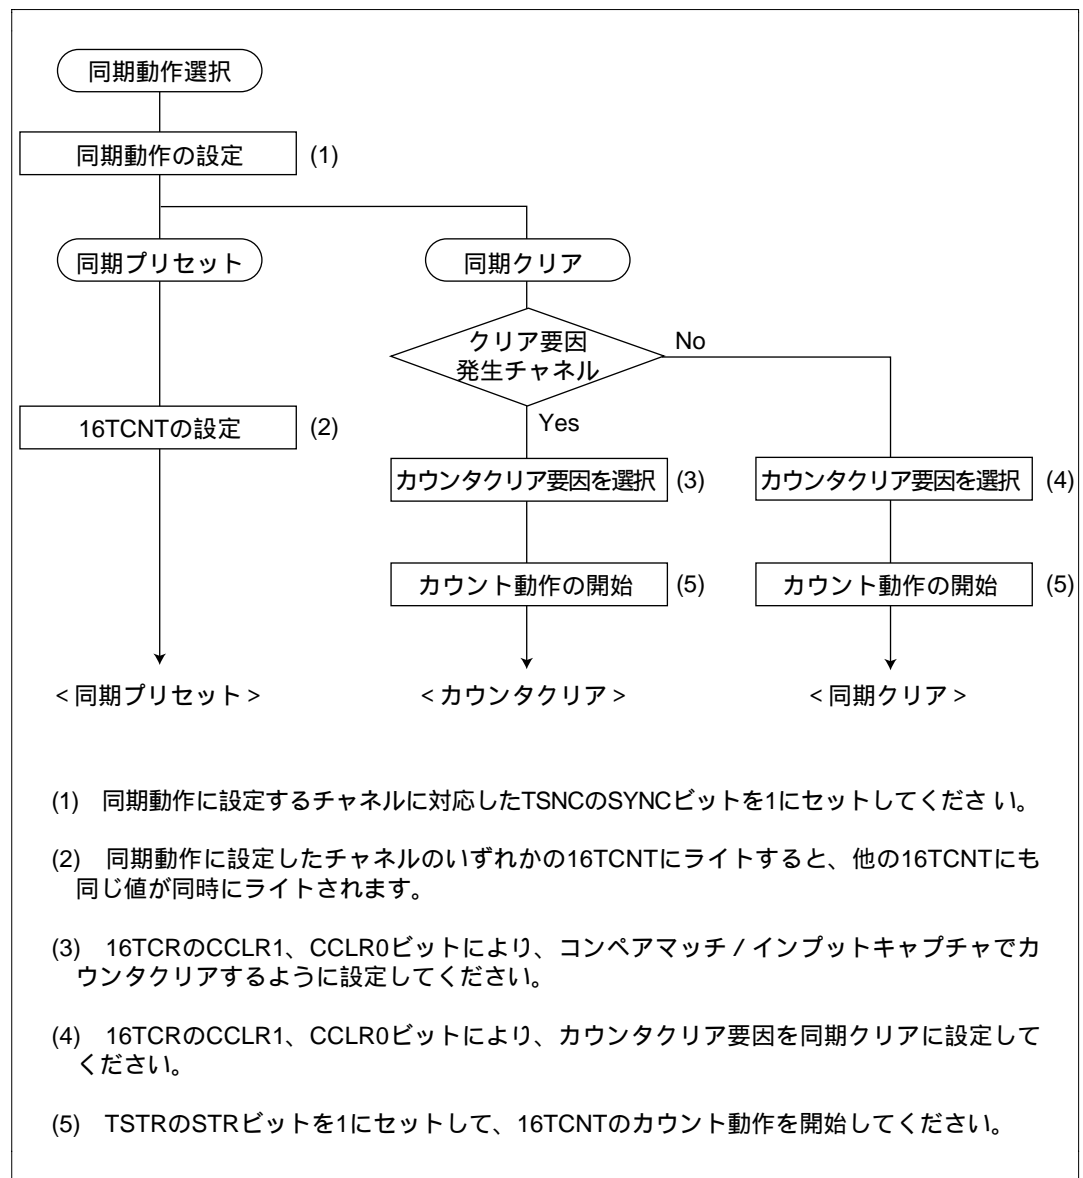 同期動作選択
同期動作の設定 (1)
同期プリセット
同期クリア
クリア要因
発生チャネル
No
Yes
16TCNTの設定 (2)
カウンタクリア要因を選択 (3)
カウンタクリア要因を選択 (4)
カウント動作の開始 (5)
カウント動作の開始 (5)
<同期プリセット>
<カウンタクリア>
<同期クリア>
(1) 同期動作に設定するチャネルに対応したTSNCのSYNCビットを1にセットしてください。
(2) 同期動作に設定したチャネルのいずれかの16TCNTにライトすると、他の16TCNTにも
同じ値が同時にライトされます。
(3) 16TCRのCCLR1、CCLR0ビットにより、コンペアマッチ/インプットキャプチャでカ
ウンタクリアするように設定してください。
(4) 16TCRのCCLR1、CCLR0ビットにより、カウンタクリア要因を同期クリアに設定して
ください。
(5) TSTRのSTRビットを1にセットして、16TCNTのカウント動作を開始してください。